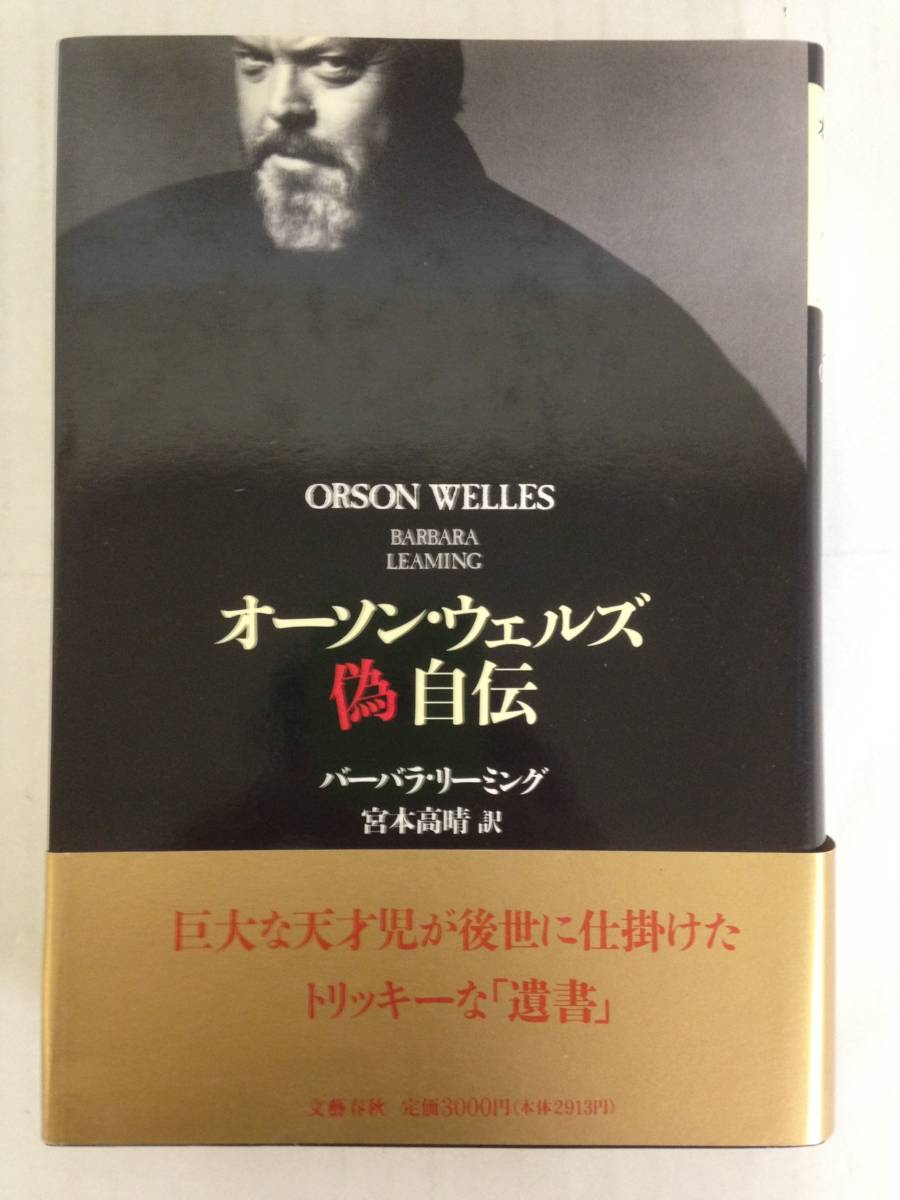 ORSON WELLES
BARBARA
LEAMING
オーソン・ウェルズ
偽自伝
バーバラ・リーミング
宮本高晴 訳
巨大な天才児が後世に仕掛けた
トリッキーな「遺書」
文藝春秋 定価3000円(本体2913円)